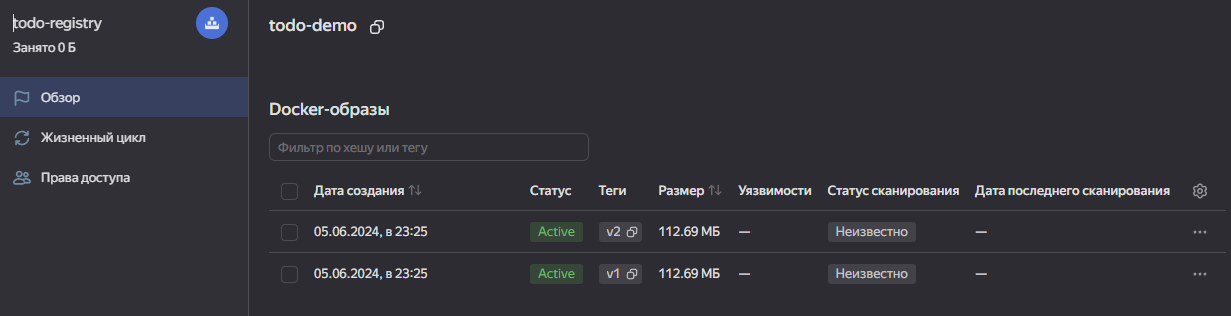 todo-registry
Занято 0 Б
Обзор
Жизненный цикл
Права доступа
todo-demo
Docker-образы
Фильтр по хешу или тегу
Дата создания Статус Теги Размер Уязвимости Статус сканирования Дата последнего сканирования
05.06.2024, в 23:25 Active v2 112.69 МБ — Неизвестно —
05.06.2024, в 23:25 Active v1 112.69 МБ — Неизвестно —